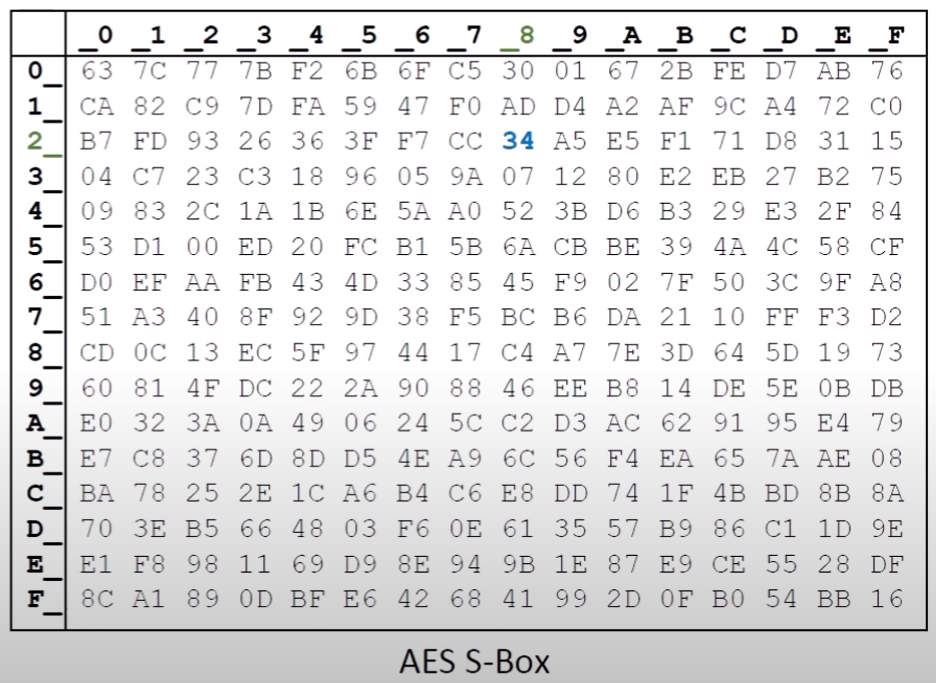 _0 _1 _2 _3 _4 _5 _6 _7 _8 _9 _A _B _C _D _E _F
0_ 63 7C 77 7B F2 6B 6F C5 30 01 67 2B FE D7 AB 76
1_ CA 82 C9 7D FA 59 47 F0 AD D4 A2 AF 9C A4 72 C0
2_ B7 FD 93 26 36 3F F7 CC 34 A5 E5 F1 71 D8 31 15
3_ 04 C7 23 C3 18 96 05 9A 07 12 80 E2 EB 27 B2 75
4_ 09 83 2C 1A 1B 6E 5A A0 52 3B D6 B3 29 E3 2F 84
5_ 53 D1 00 ED 20 FC B1 5B 6A CB BE 39 4A 4C 58 CF
6_ D0 EF AA FB 43 4D 33 85 45 F9 02 7F 50 3C 9F A8
7_ 51 A3 40 8F 92 9D 38 F5 BC B6 DA 21 10 FF F3 D2
8_ CD 0C 13 EC 5F 97 44 17 C4 A7 7E 3D 64 5D 19 73
9_ 60 81 4F DC 22 2A 90 88 46 EE B8 14 DE 5E 0B DB
A_ E0 32 3A 0A 49 06 24 5C C2 D3 AC 62 91 95 E4 79
B_ E7 C8 37 6D 8D D5 4E A9 6C 56 F4 EA 65 7A AE 08
C_ BA 78 25 2E 1C A6 B4 C6 E8 DD 74 1F 4B BD 8B 8A
D_ 70 3E B5 66 48 03 F6 0E 61 35 57 B9 86 C1 1D 9E
E_ E1 F8 98 11 69 D9 8E 94 9B 1E 87 E9 CE 55 28 DF
F_ 8C A1 89 0D BF E6 42 68 41 99 2D 0F B0 54 BB 16
AES S-Box